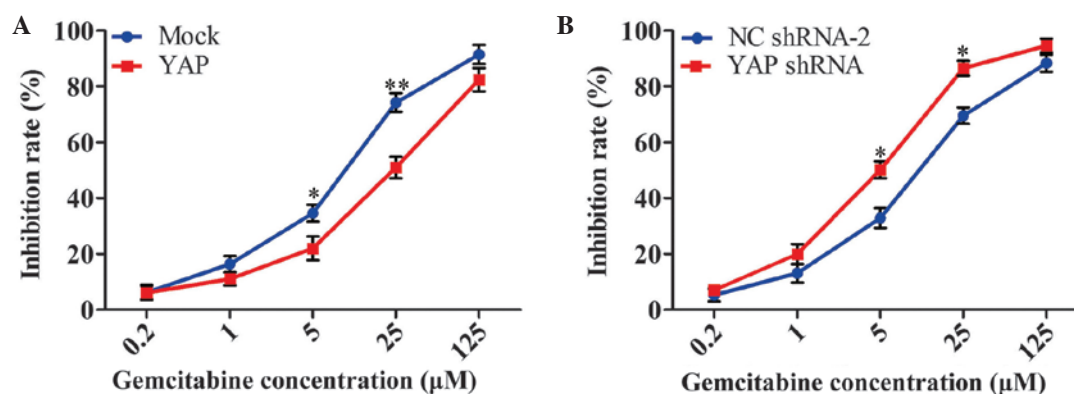 A
Mock
YAP
100
80
60
40
20
0
*
**
Inhibition rate (%)
0.2
1
5
25
125
Gemcitabine concentration (μM)
B
NC shRNA-2
YAP shRNA
100
80
60
40
20
0
*
*
Inhibition rate (%)
0.2
1
5
25
125
Gemcitabine concentration (μM)